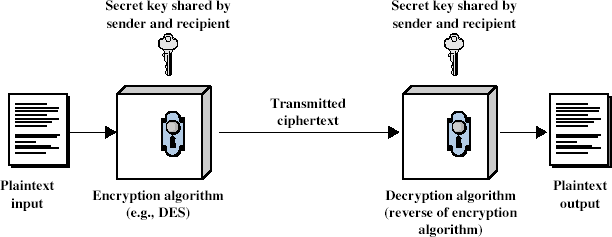 Secret key shared by
sender and recipient
Secret key shared by
sender and recipient
Transmitted
ciphertext
Plaintext
input
Encryption algorithm
(e.g., DES)
Decryption algorithm
(reverse of encryption
algorithm)
Plaintext
output